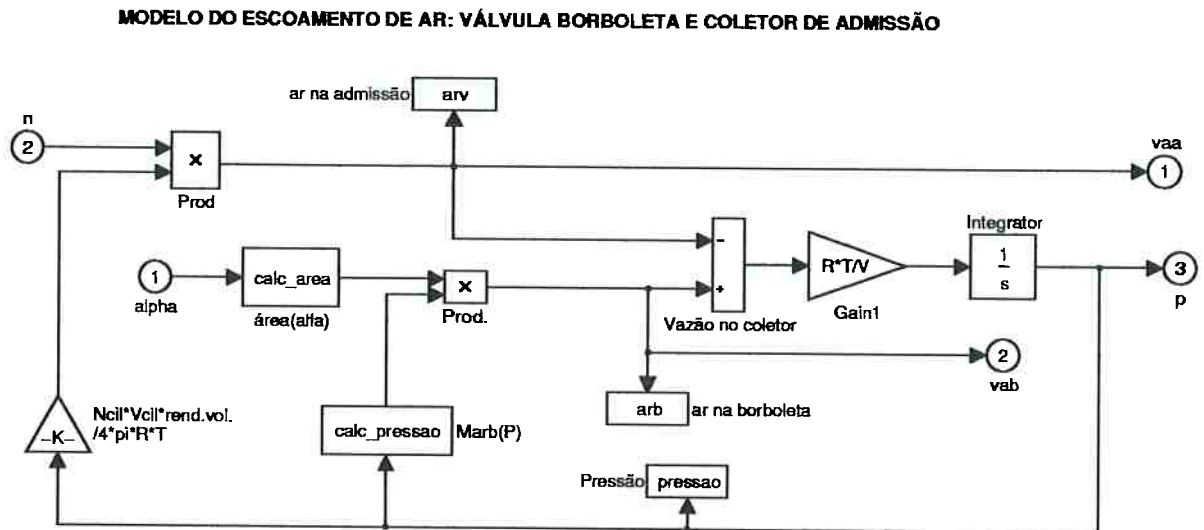 MODELO DO ESCOAMENTO DE AR: VÁLVULA BORBOLETA E COLETOR DE ADMISSÃO
ar na admissão
arv
n
2
×
Prod
vaa
1
1
alpha
calc_area
área(alfa)
×
Prod.
−
+
Vazão no coletor
R*T/V
Gain1
Integrator
1
s
3
p
2
vab
arb
ar na borboleta
–K–
Ncil*Vcil*rend.vol.
/4*pi*R*T
calc_pressao
Marb(P)
Pressão
pressao